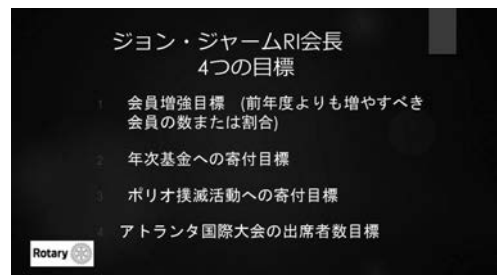 ジョン・ジャームRI会長
4つの目標
1 会員増強目標 (前年度よりも増やすべき
会員の数または割合)
2 年次基金への寄付目標
3 ポリオ撲滅活動への寄付目標
4 アトランタ国際大会の出席者数目標
Rotary